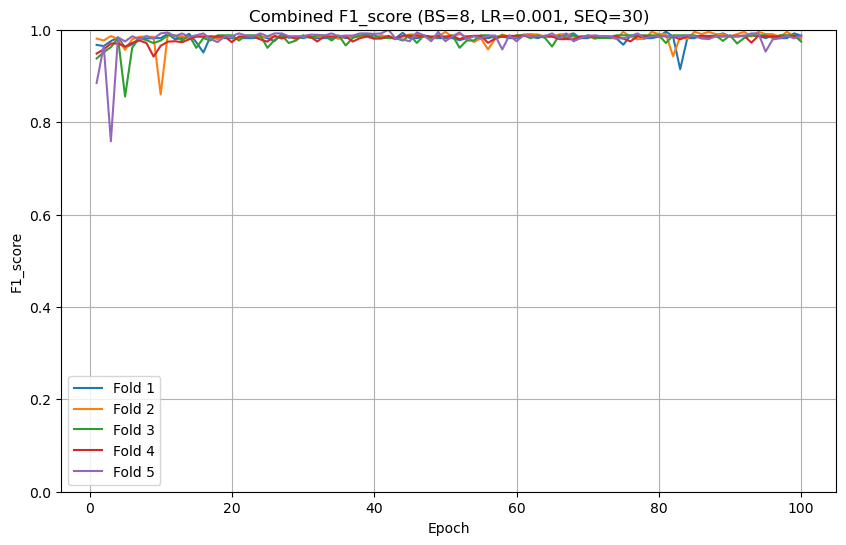 Combined F1_score (BS=8, LR=0.001, SEQ=30)
F1_score
1.0
0.8
0.6
0.4
0.2
0.0
Fold 1
Fold 2
Fold 3
Fold 4
Fold 5
0 20 40 60 80 100
Epoch